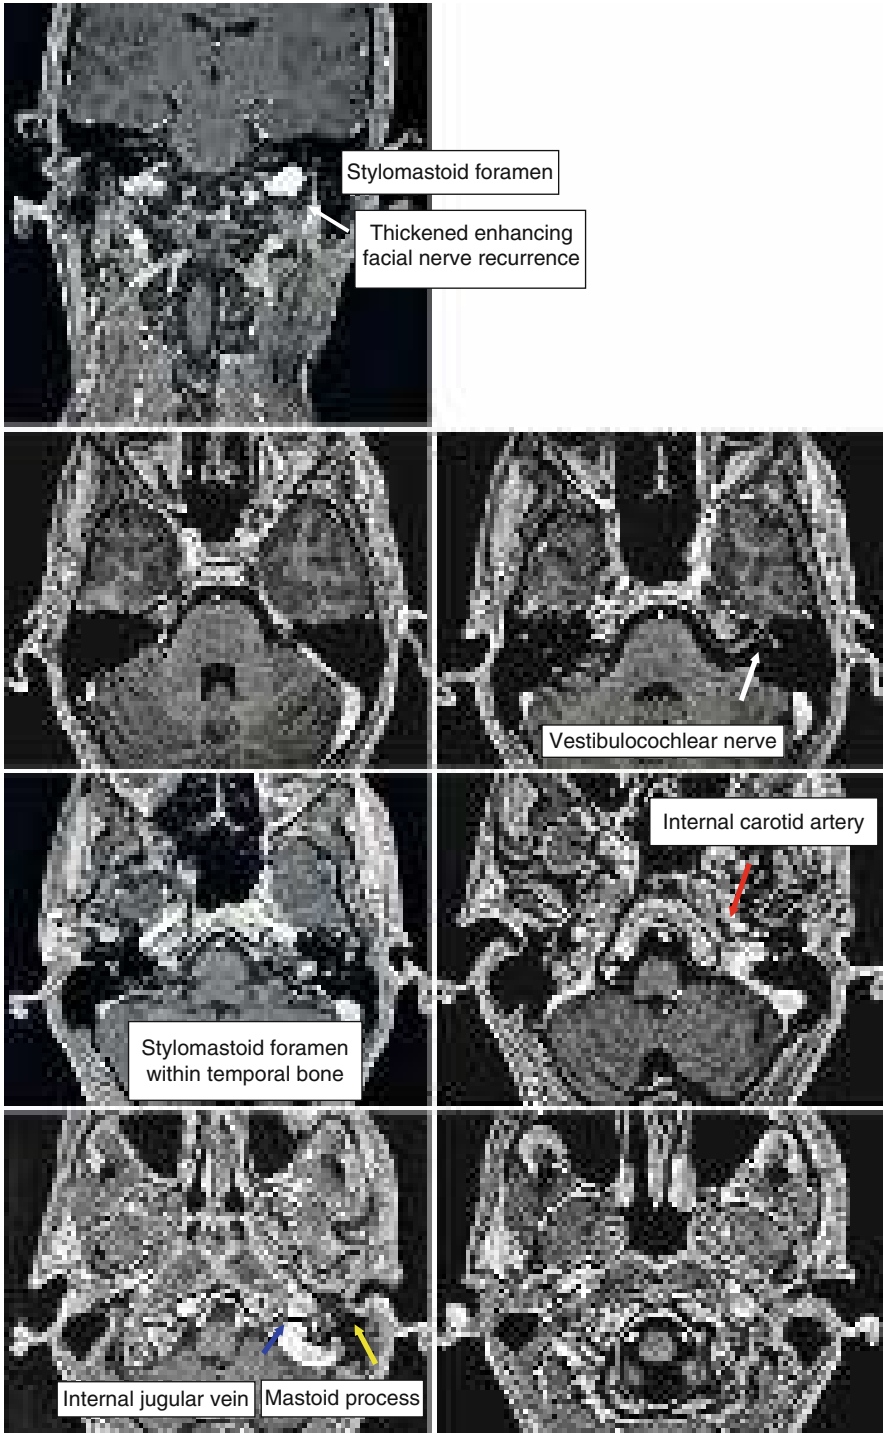 Stylomastoid foramen
Thickened enhancing
facial nerve recurrence
Vestibulocochlear nerve
Internal carotid artery
Stylomastoid foramen
within temporal bone
Internal jugular vein
Mastoid process